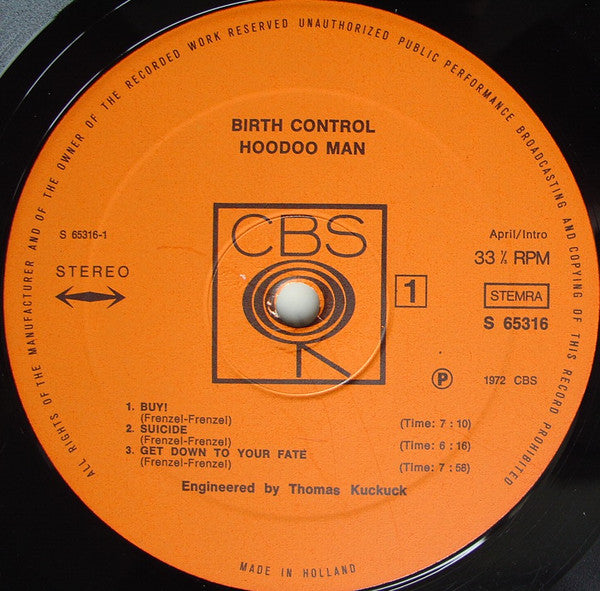 ALL RIGHTS OF THE MANUFACTURER AND OF THE OWNER OF THE RECORDED WORK RESERVED UNAUTHORIZED PUBLIC PERFORMANCE BROADCASTING AND COPYING OF THIS RECORD PROHIBITED
BIRTH CONTROL
HOODOO MAN
CBS
S 65316-1
STEREO
April/Intro
33 ⅓ RPM
1
STEMRA
S 65316
℗ 1972 CBS
1. BUY!
(Frenzel-Frenzel) (Time: 7 : 10)
2. SUICIDE
(Frenzel-Frenzel) (Time: 6 : 16)
3. GET DOWN TO YOUR FATE
(Frenzel-Frenzel) (Time: 7 : 58)
Engineered by Thomas Kuckuck
MADE IN HOLLAND